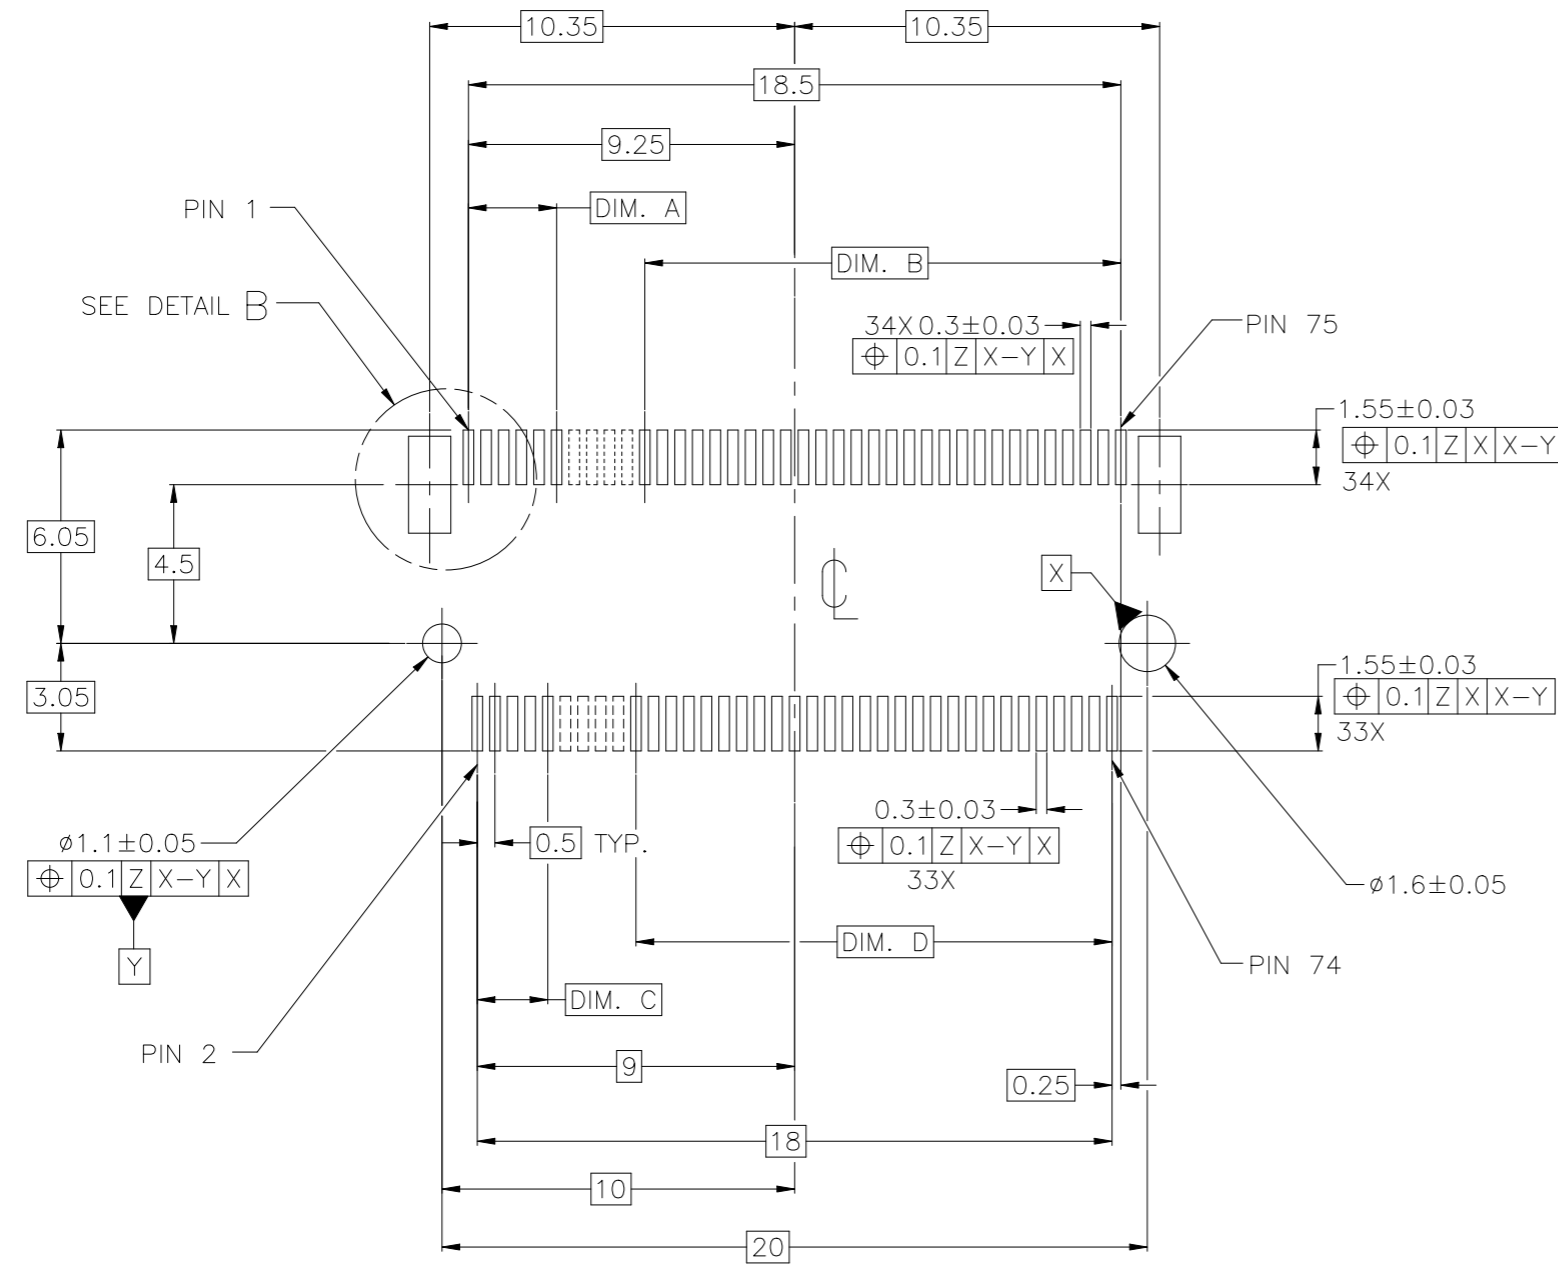 10.35
10.35
18.5
9.25
PIN 1
DIM. A
DIM. B
SEE DETAIL B
34X 0.3±0.03
⌖ 0.1 Z X-Y X
PIN 75
1.55±0.03
⌖ 0.1 Z X X-Y
34X
6.05
4.5
℄
X
3.05
1.55±0.03
⌖ 0.1 Z X X-Y
33X
ø1.1±0.05
⌖ 0.1 Z X-Y X
Y
0.5 TYP.
0.3±0.03
⌖ 0.1 Z X-Y X
33X
ø1.6±0.05
DIM. D
PIN 74
DIM. C
PIN 2
9
0.25
18
10
20